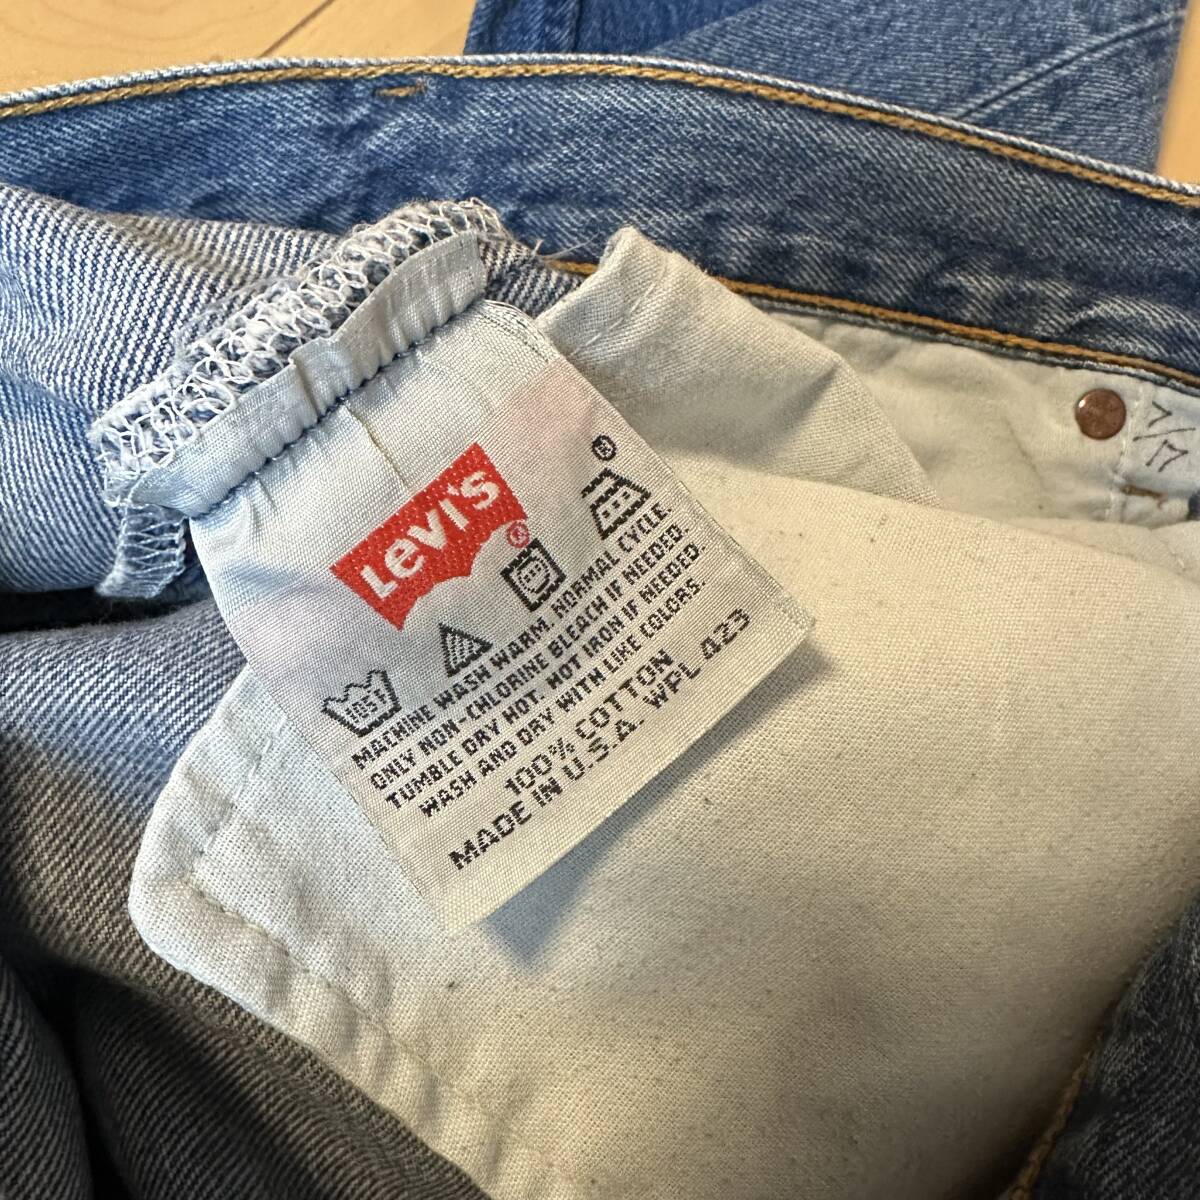 Levi's
®
®
105F
MACHINE WASH WARM. NORMAL CYCLE.
ONLY NON-CHLORINE BLEACH IF NEEDED.
TUMBLE DRY HOT. HOT IRON IF NEEDED.
WASH AND DRY WITH LIKE COLORS.
100% COTTON
MADE IN U.S.A. WPL 423